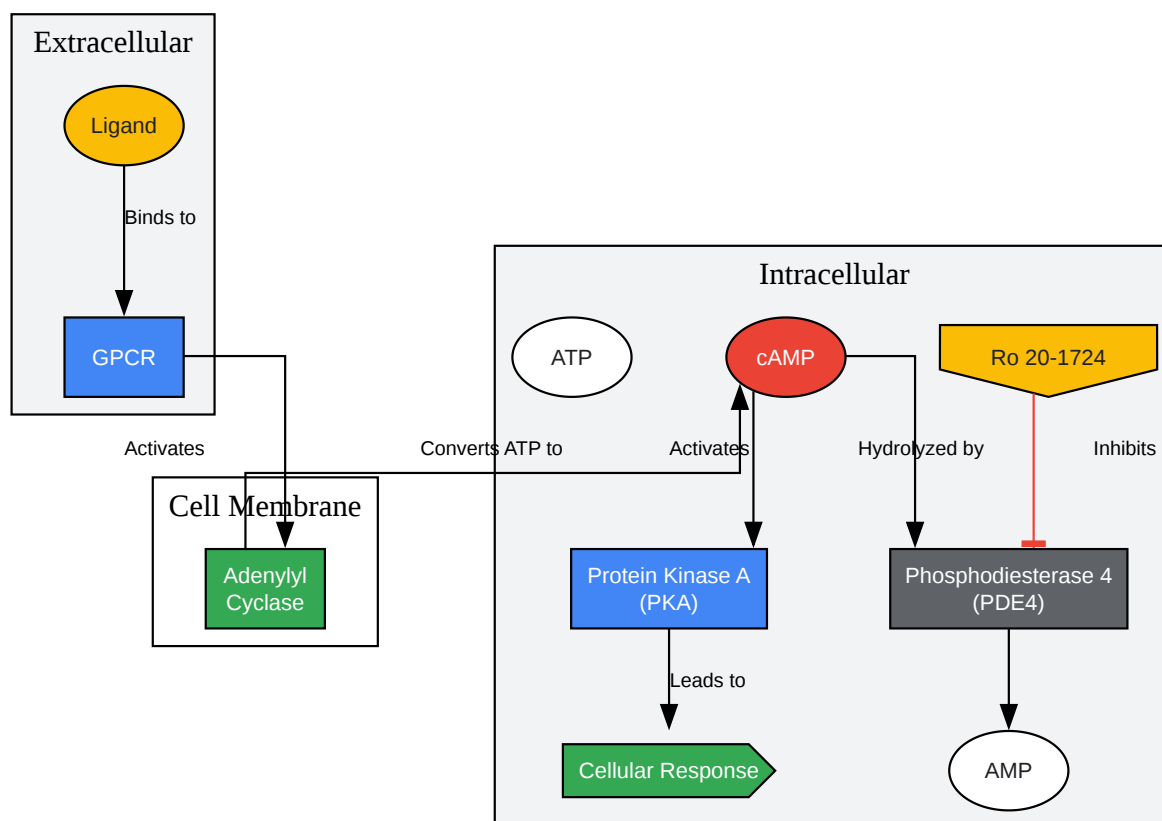 Extracellular
Ligand
Binds to
GPCR
Intracellular
ATP
cAMP
Ro 20-1724
Activates
Converts ATP to
Activates
Hydrolyzed by
Inhibits
Cell Membrane
Adenylyl
Cyclase
Protein Kinase A
(PKA)
Phosphodiesterase 4
(PDE4)
Leads to
Cellular Response
AMP